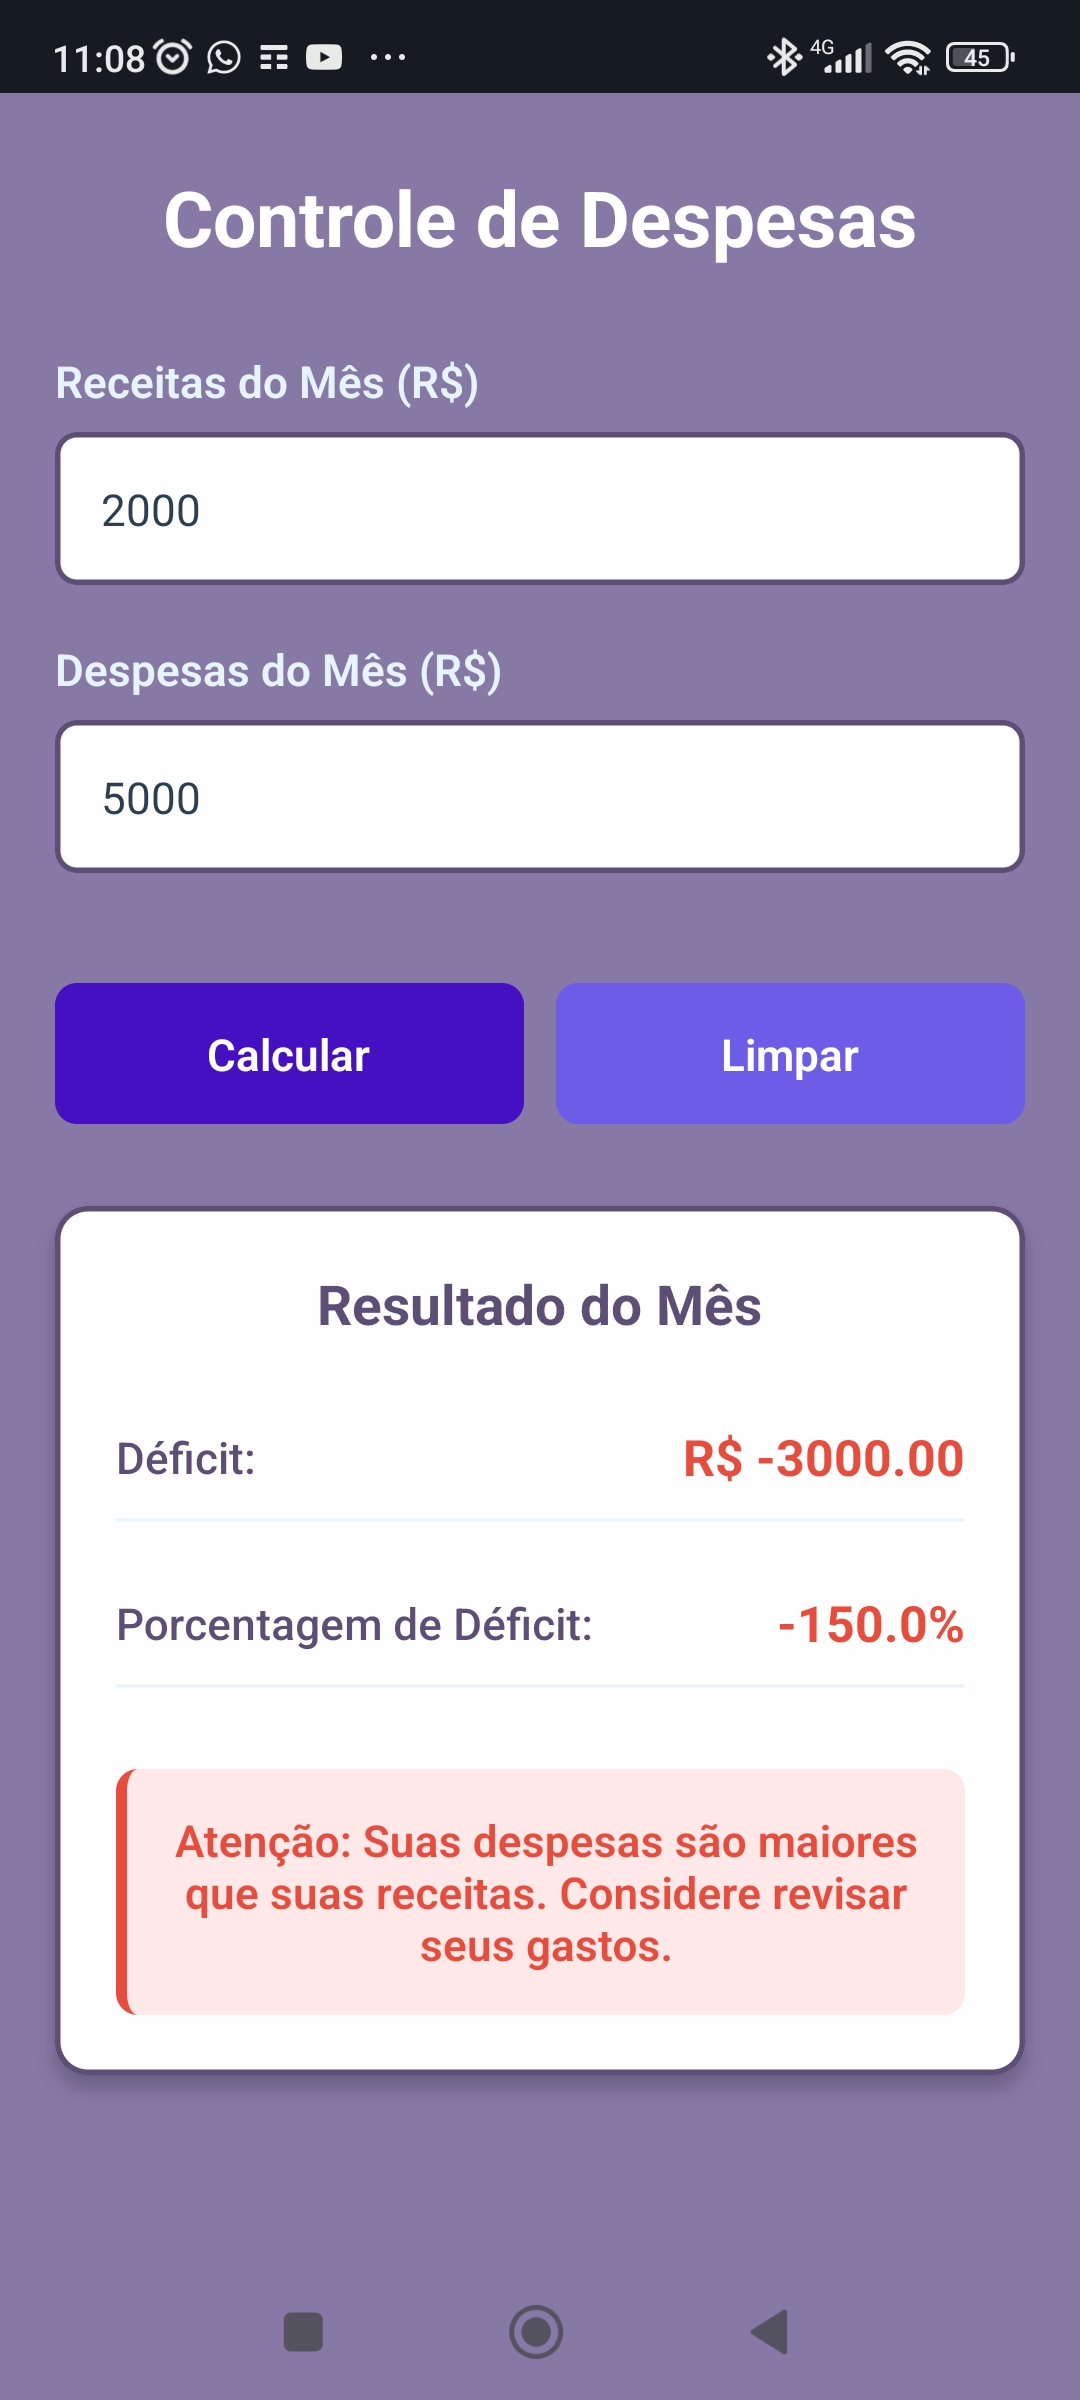 11:08
4G
45
Controle de Despesas
Receitas do Mês (R$)
2000
Despesas do Mês (R$)
5000
Calcular
Limpar
Resultado do Mês
Déficit:
R$ -3000.00
Porcentagem de Déficit:
-150.0%
Atenção: Suas despesas são maiores
que suas receitas. Considere revisar
seus gastos.